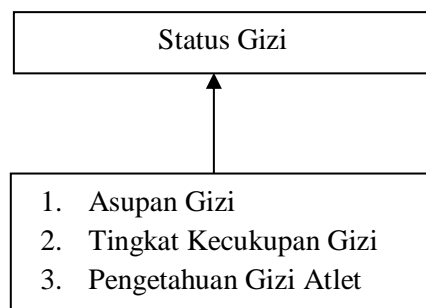 Status Gizi
1. Asupan Gizi
2. Tingkat Kecukupan Gizi
3. Pengetahuan Gizi Atlet